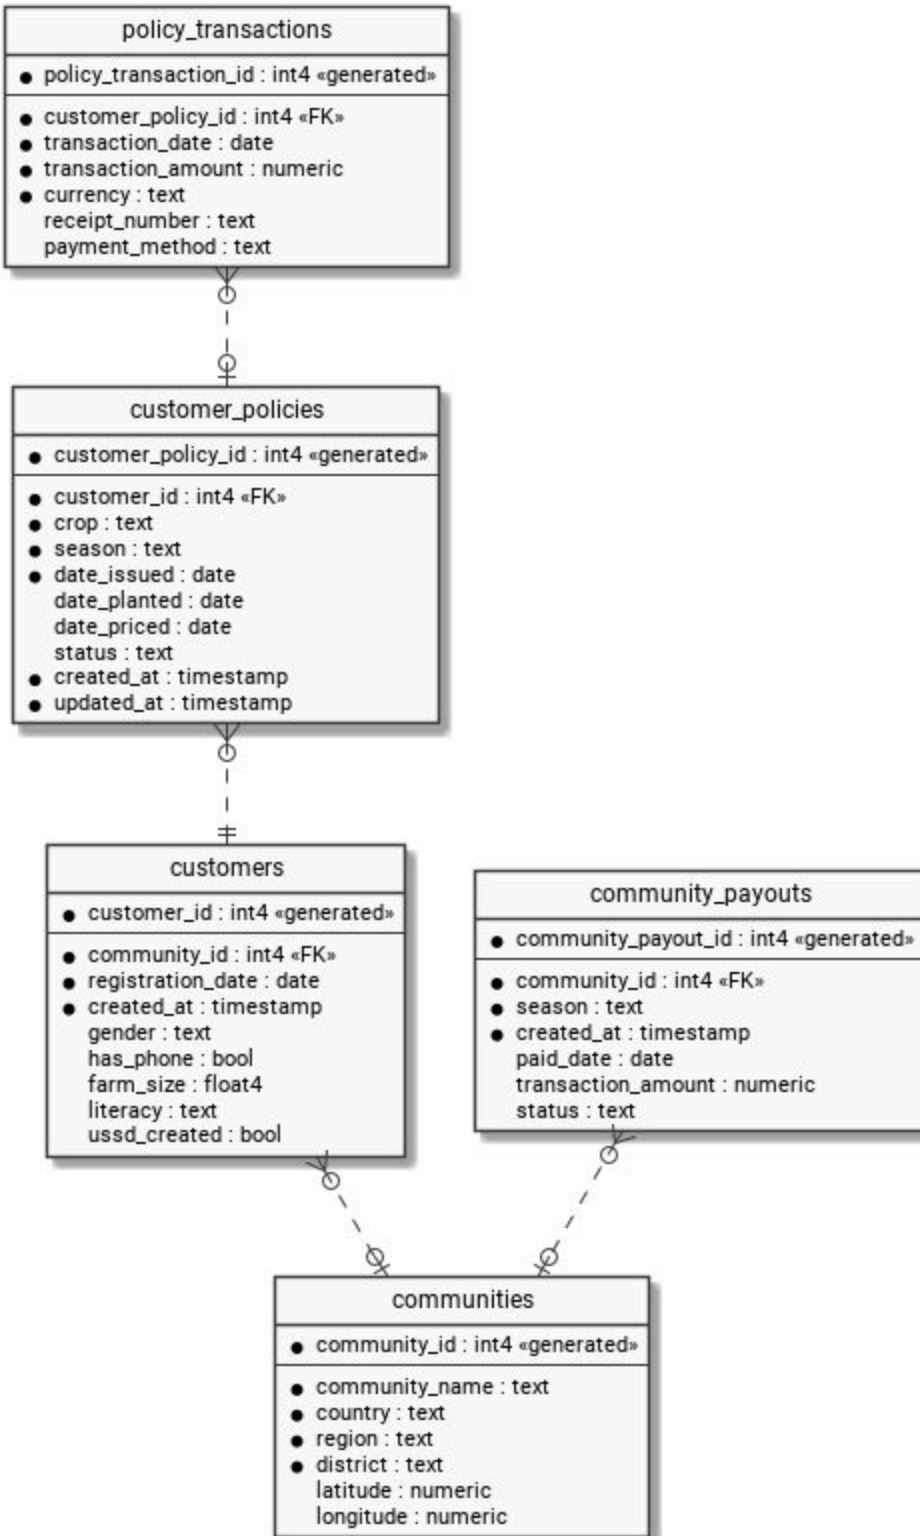 policy_transactions
policy_transaction_id : int4 «generated»
customer_policy_id : int4 «FK»
transaction_date : date
transaction_amount : numeric
currency : text
receipt_number : text
payment_method : text
customer_policies
customer_policy_id : int4 «generated»
customer_id : int4 «FK»
crop : text
season : text
date_issued : date
date_planted : date
date_priced : date
status : text
created_at : timestamp
updated_at : timestamp
customers
customer_id : int4 «generated»
community_id : int4 «FK»
registration_date : date
created_at : timestamp
gender : text
has_phone : bool
farm_size : float4
literacy : text
ussd_created : bool
community_payouts
community_payout_id : int4 «generated»
community_id : int4 «FK»
season : text
created_at : timestamp
paid_date : date
transaction_amount : numeric
status : text
communities
community_id : int4 «generated»
community_name : text
country : text
region : text
district : text
latitude : numeric
longitude : numeric